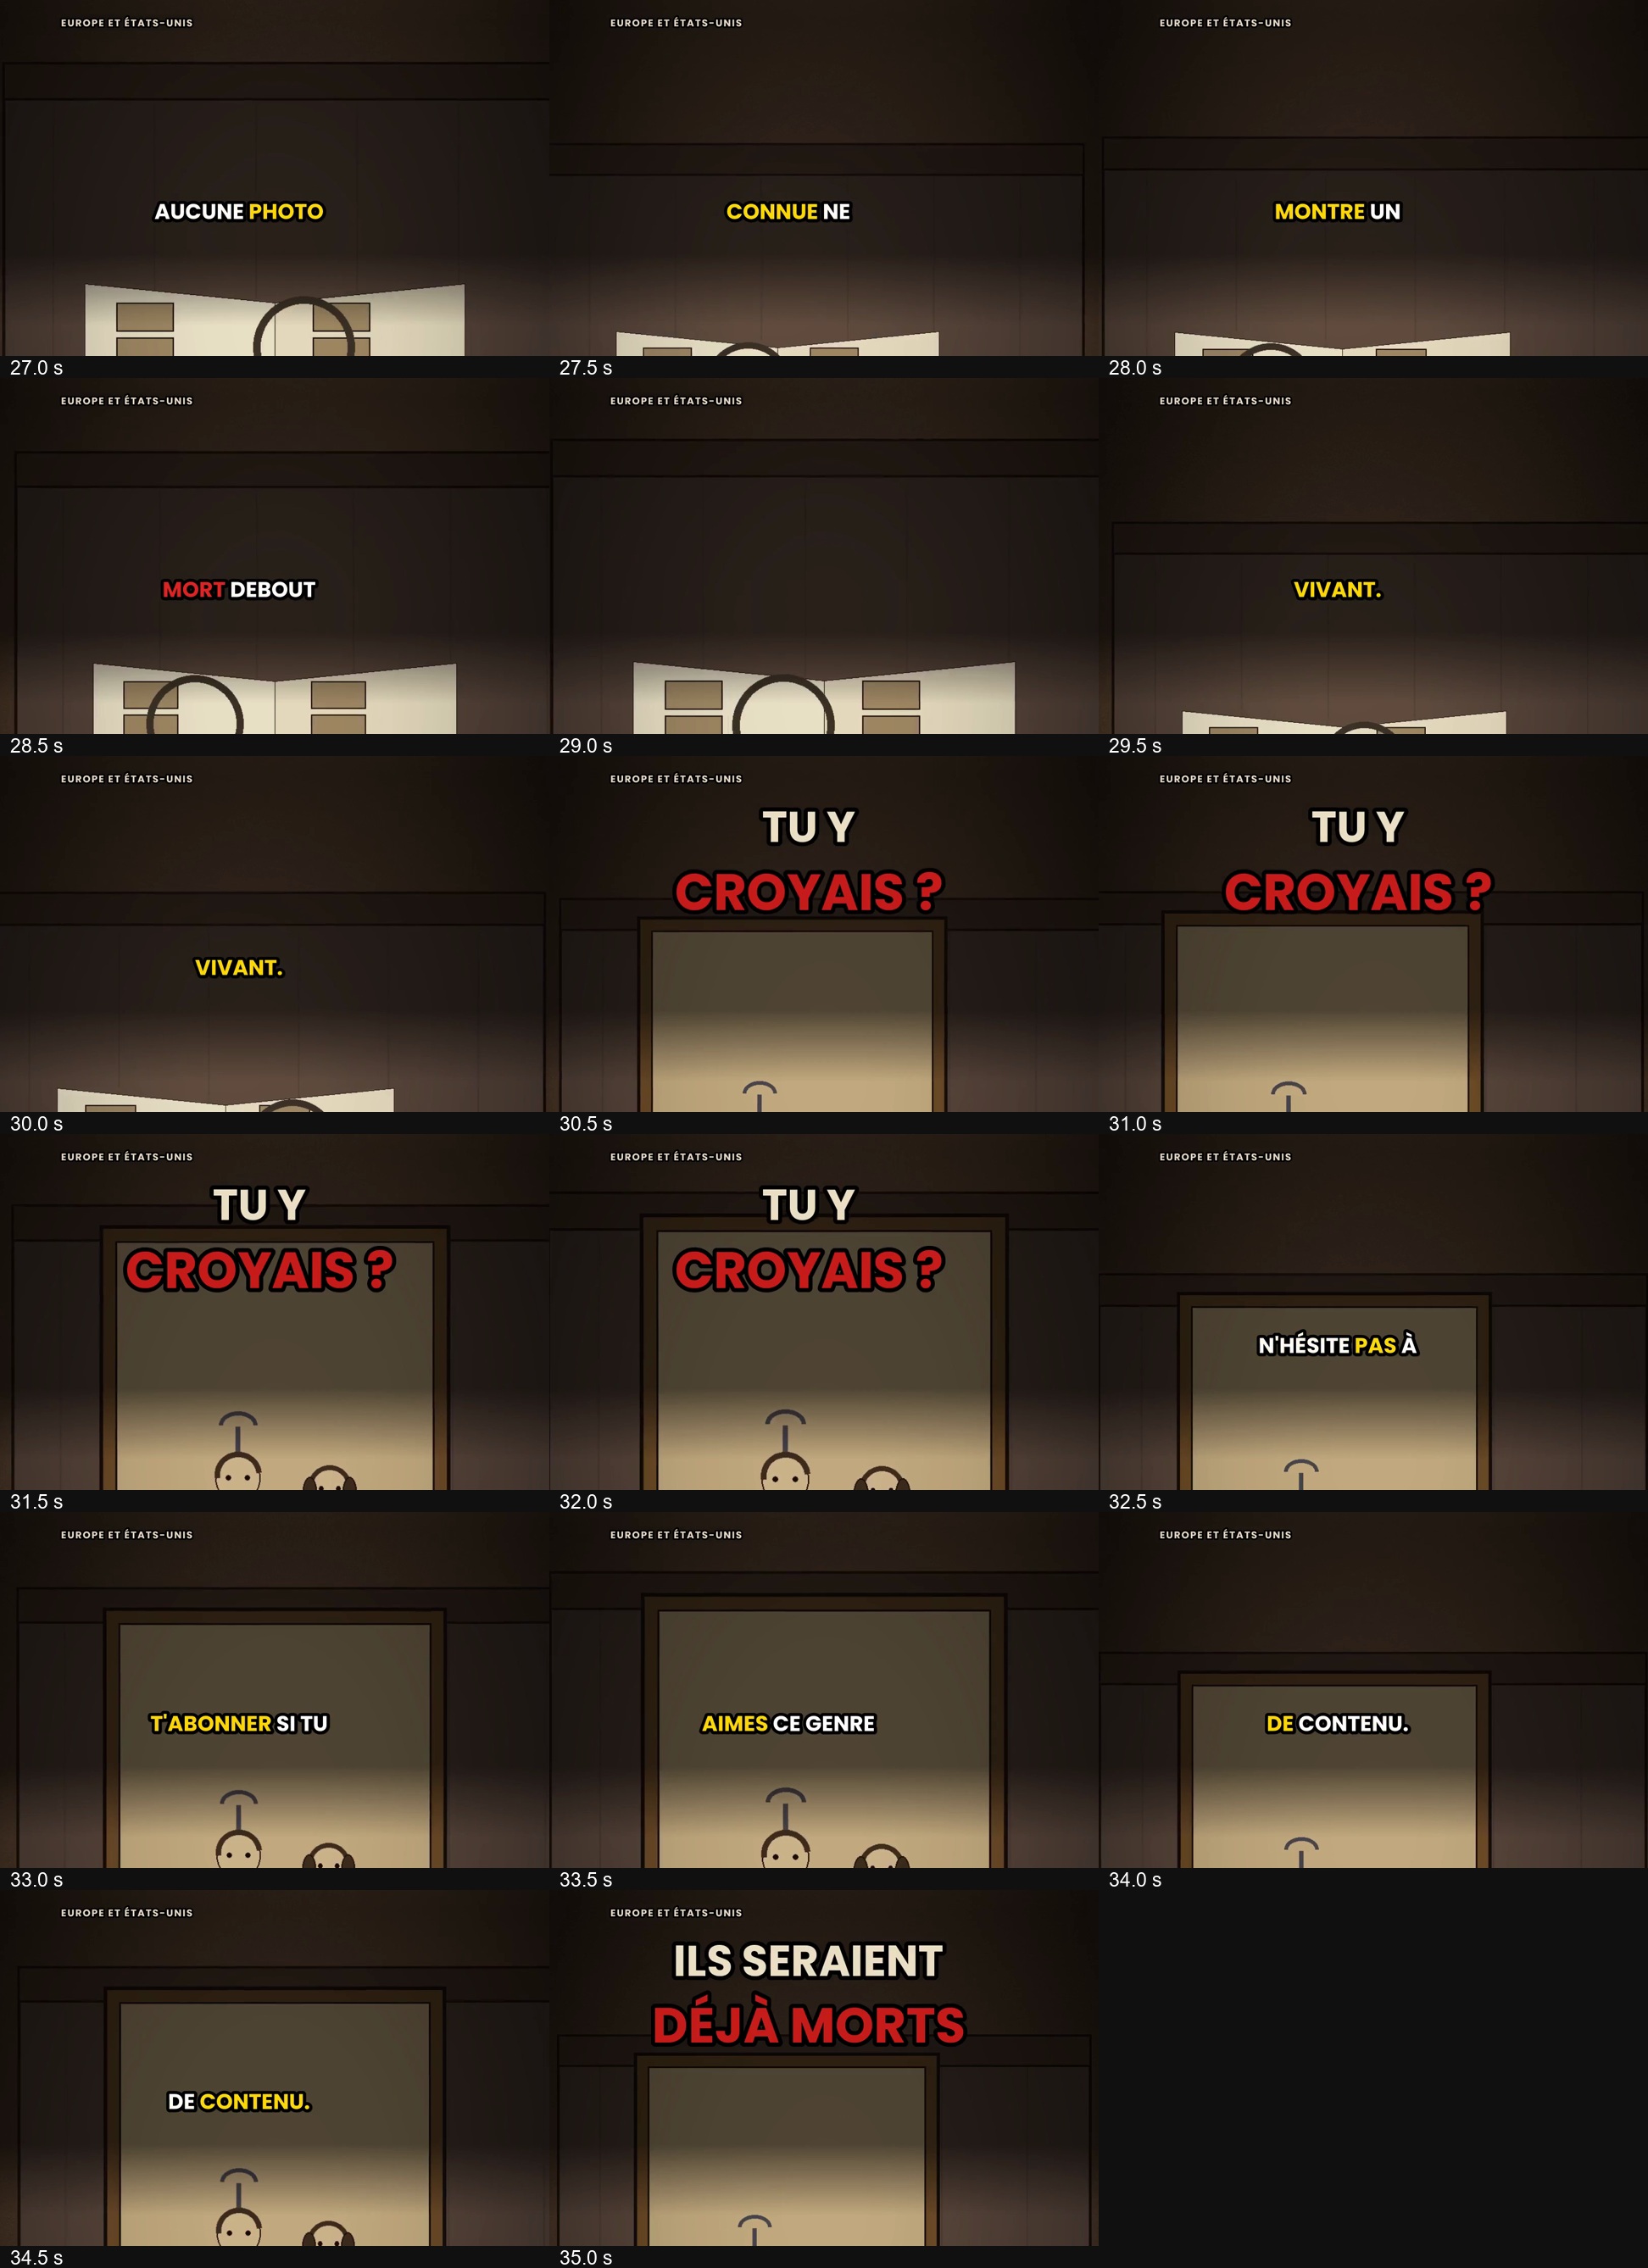 EUROPE ET ÉTATS-UNIS
AUCUNE PHOTO
27.0 s
EUROPE ET ÉTATS-UNIS
CONNUE NE
27.5 s
EUROPE ET ÉTATS-UNIS
MONTRE UN
28.0 s
EUROPE ET ÉTATS-UNIS
MORT DEBOUT
28.5 s
EUROPE ET ÉTATS-UNIS
29.0 s
EUROPE ET ÉTATS-UNIS
VIVANT.
29.5 s
EUROPE ET ÉTATS-UNIS
VIVANT.
30.0 s
EUROPE ET ÉTATS-UNIS
TU Y
CROYAIS ?
30.5 s
EUROPE ET ÉTATS-UNIS
TU Y
CROYAIS ?
31.0 s
EUROPE ET ÉTATS-UNIS
TU Y
CROYAIS ?
31.5 s
EUROPE ET ÉTATS-UNIS
TU Y
CROYAIS ?
32.0 s
EUROPE ET ÉTATS-UNIS
N'HÉSITE PAS À
32.5 s
EUROPE ET ÉTATS-UNIS
T'ABONNER SI TU
33.0 s
EUROPE ET ÉTATS-UNIS
AIMES CE GENRE
33.5 s
EUROPE ET ÉTATS-UNIS
DE CONTENU.
34.0 s
EUROPE ET ÉTATS-UNIS
DE CONTENU.
34.5 s
EUROPE ET ÉTATS-UNIS
ILS SERAIENT
DÉJÀ MORTS
35.0 s